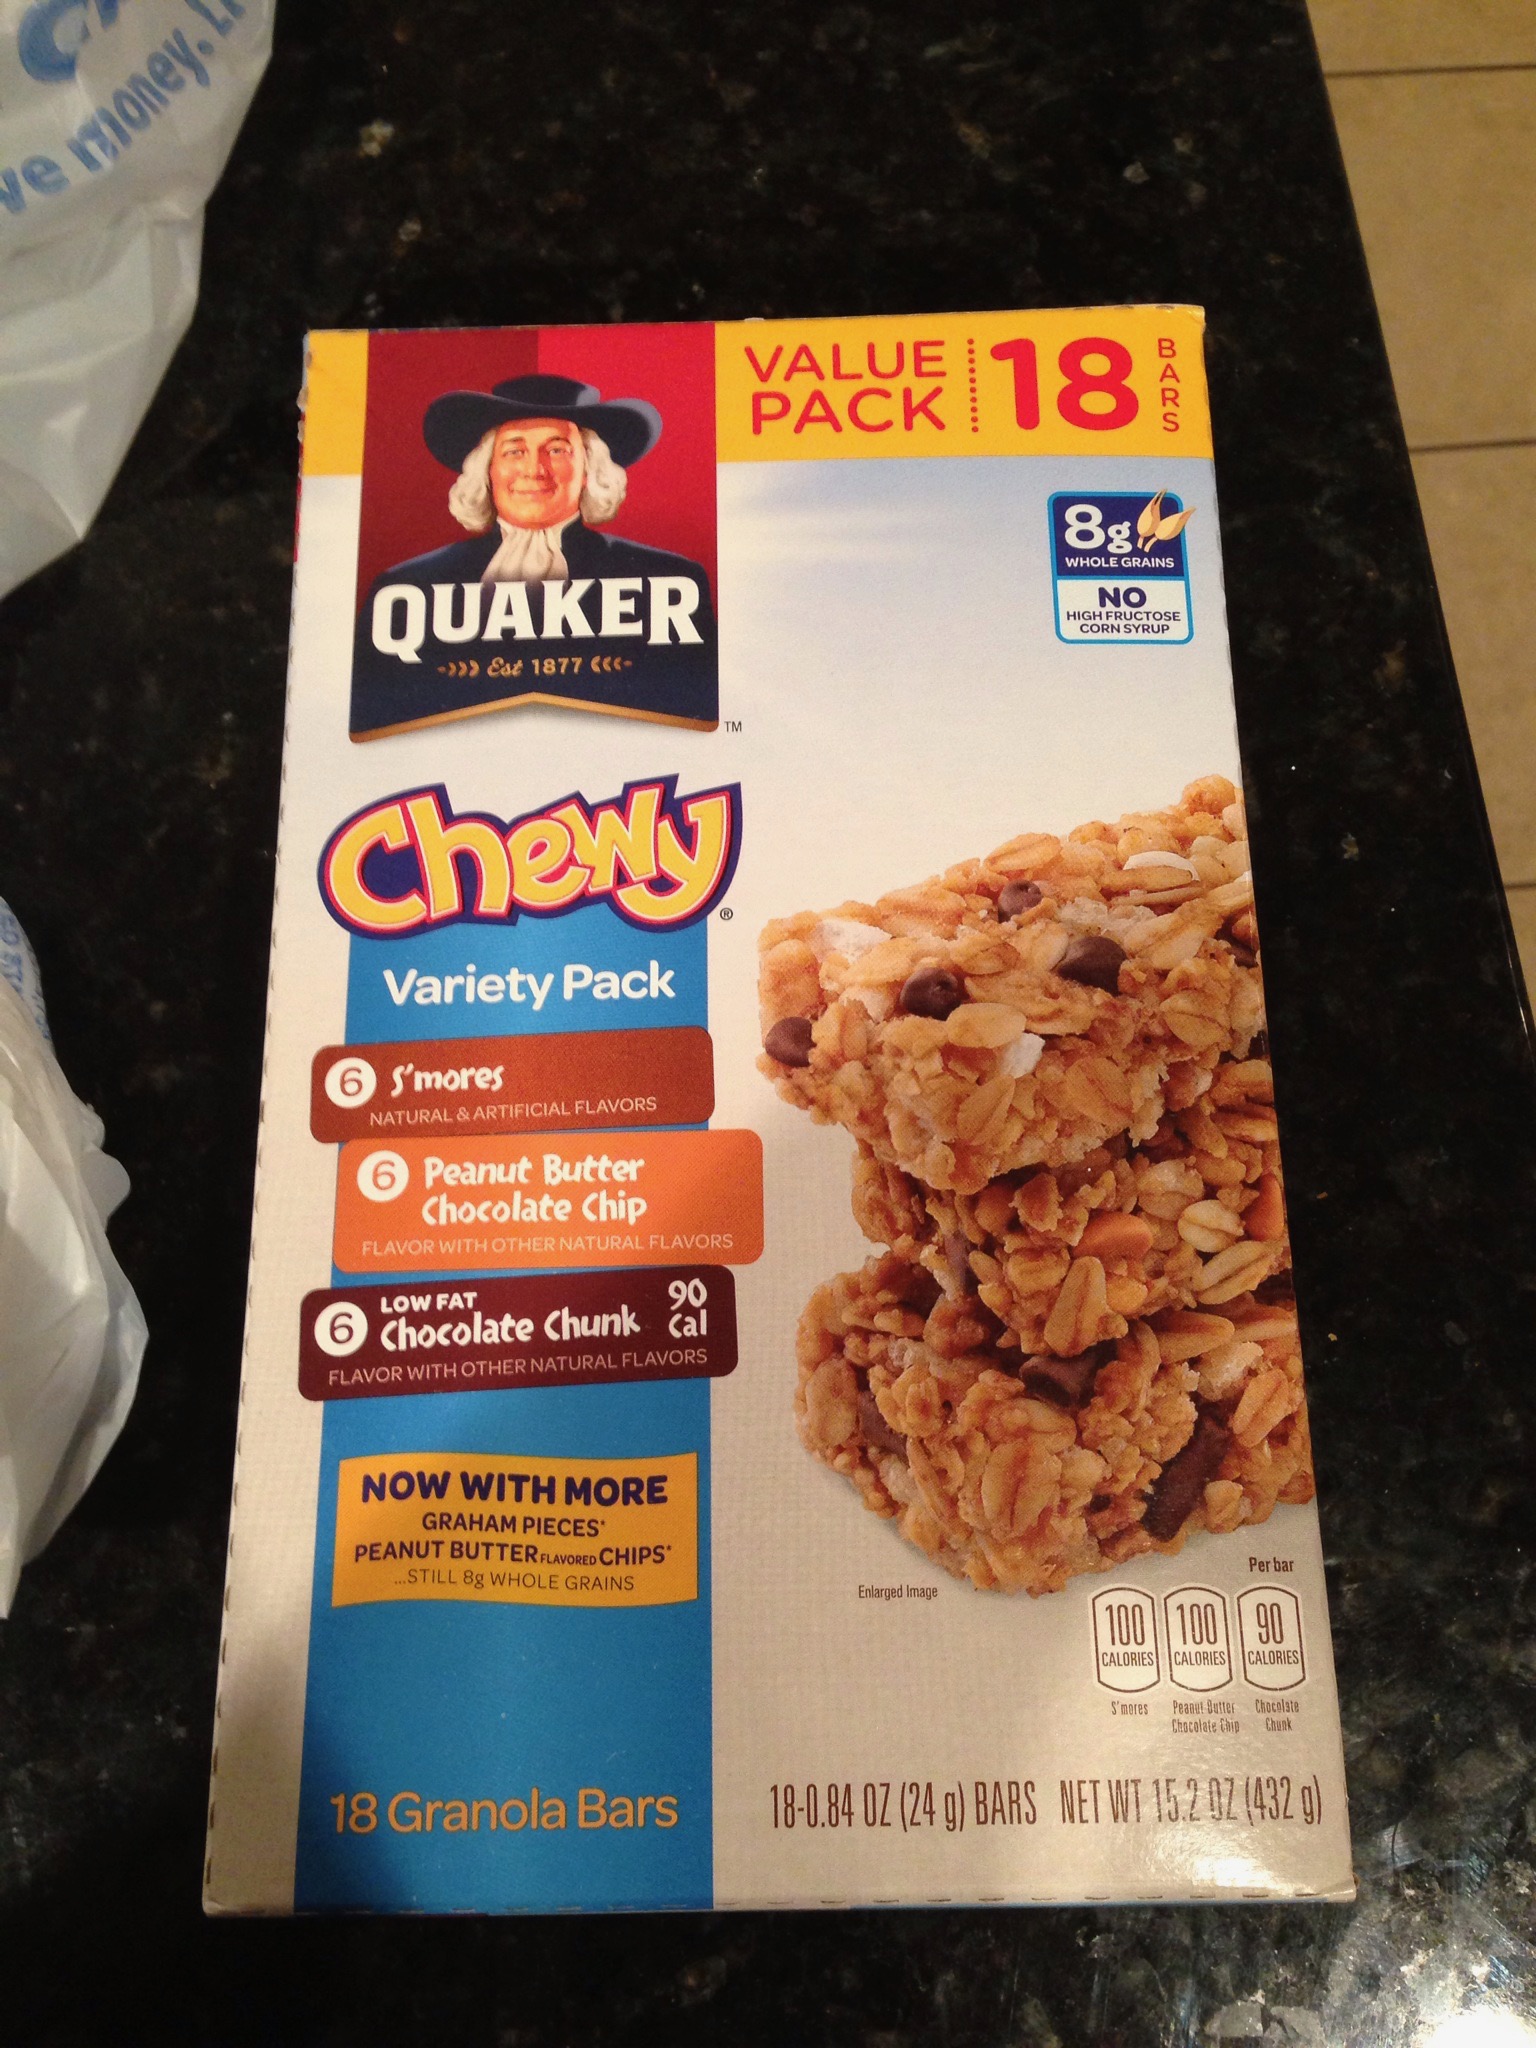 ve money. L
QUAKER
Est 1877
TM
VALUE
PACK
18
BARS
8g
WHOLE GRAINS
NO
HIGH FRUCTOSE
CORN SYRUP
Chewy®
Variety Pack
6 S'mores
NATURAL & ARTIFICIAL FLAVORS
6 Peanut Butter
Chocolate Chip
FLAVOR WITH OTHER NATURAL FLAVORS
6 LOW FAT
Chocolate Chunk
90
Cal
FLAVOR WITH OTHER NATURAL FLAVORS
NOW WITH MORE
GRAHAM PIECES*
PEANUT BUTTER FLAVORED CHIPS*
...STILL 8g WHOLE GRAINS
Enlarged Image
Per bar
100 100 90
CALORIES CALORIES CALORIES
S'mores
Peanut Butter
Chocolate Chip
Chocolate
Chunk
18 Granola Bars
18-0.84 OZ (24 g) BARS NET WT 15.2 OZ (432 g)